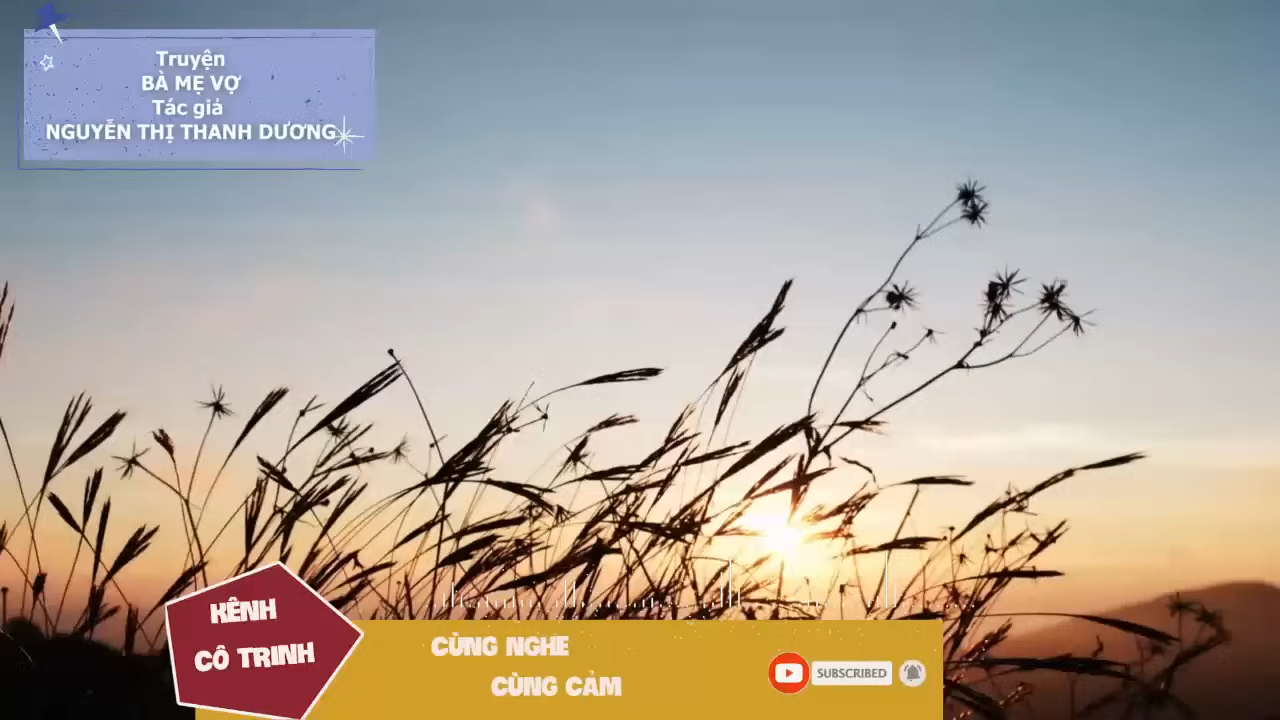 Truyện
BÀ MẸ VỢ
Tác giả
NGUYỄN THỊ THANH DƯƠNG
KÊNH
CÔ TRINH
CÙNG NGHE
CÙNG CẢM
SUBSCRIBED